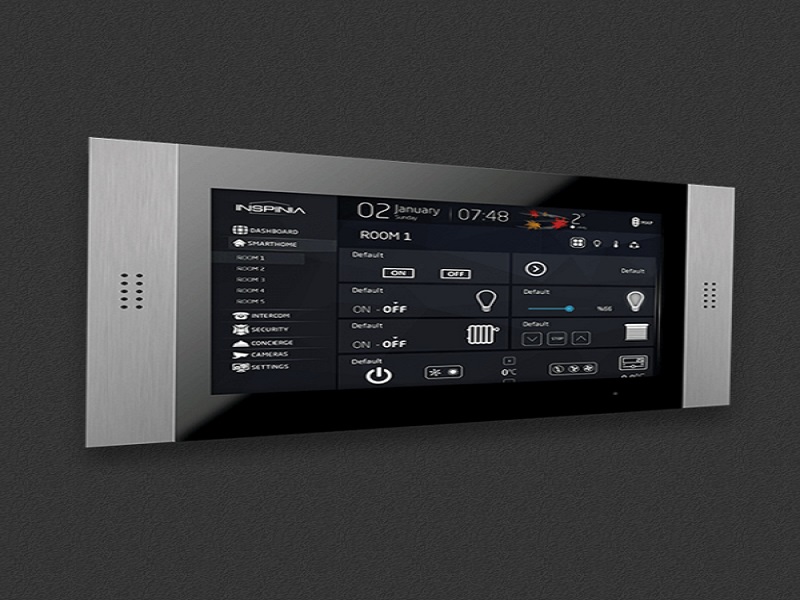 INSPINIA
DASHBOARD
SMARTHOME
ROOM 1
ROOM 2
ROOM 3
ROOM 4
ROOM 5
INTERCOM
SECURITY
CONCIERGE
CAMERAS
SETTINGS
02 January
Sunday
07:48
2°
ROOM 1
Default
ON OFF
Default
Default
ON - OFF
Default
%56
ON - OFF
Default
STOP
Default
0°C